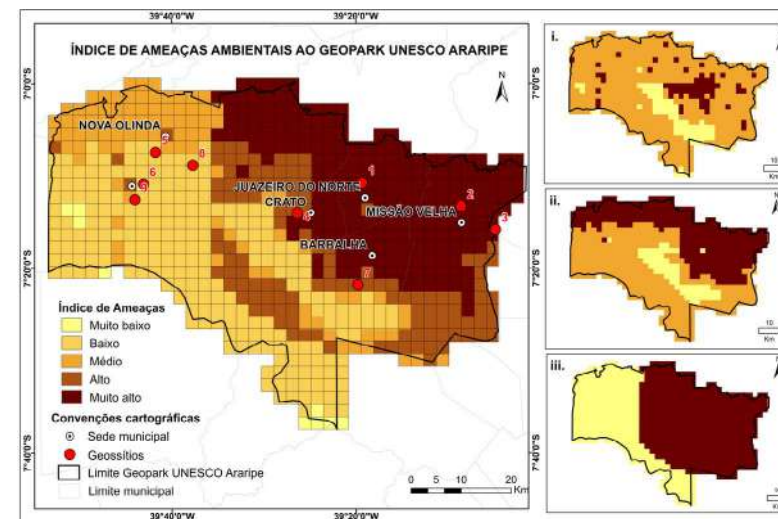 39°40'0"W
39°20'0"W
ÍNDICE DE AMEAÇAS AMBIENTAIS AO GEOPARK UNESCO ARARIPE
N
7°0'0"S
7°0'0"S
NOVA OLINDA
5
6
8
1
JUAZEIRO DO NORTE
CRATO
4
2
MISSÃO VELHA
3
BARBALHA
7
7°20'0"S
7°20'0"S
Índice de Ameaças
Muito baixo
Baixo
Médio
Alto
Muito alto
Convenções cartográficas
Sede municipal
Geossítios
Limite Geopark UNESCO Araripe
Limite municipal
0 5 10 20
Km
7°40'0"S
7°40'0"S
39°40'0"W
39°20'0"W
i.
10
Km
ii.
10
Km
iii.